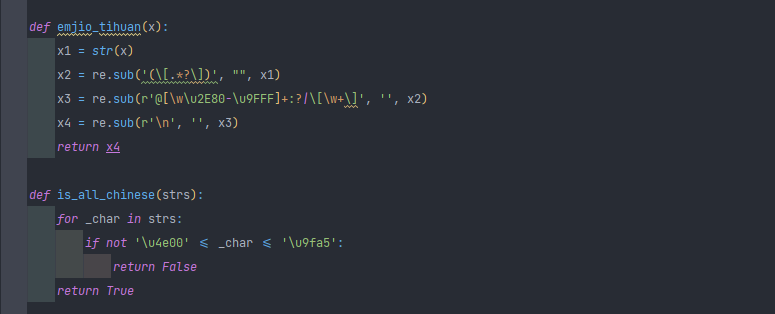 def emjio_tihuan(x):
    x1 = str(x)
    x2 = re.sub('(\[.*?\])', "", x1)
    x3 = re.sub(r'@[\w\u2E80-\u9FFF]+:?|\[\w+\]', '', x2)
    x4 = re.sub(r'\n', '', x3)
    return x4
def is_all_chinese(strs):
    for _char in strs:
        if not '\u4e00' ⩽ _char ⩽ '\u9fa5':
            return False
    return True